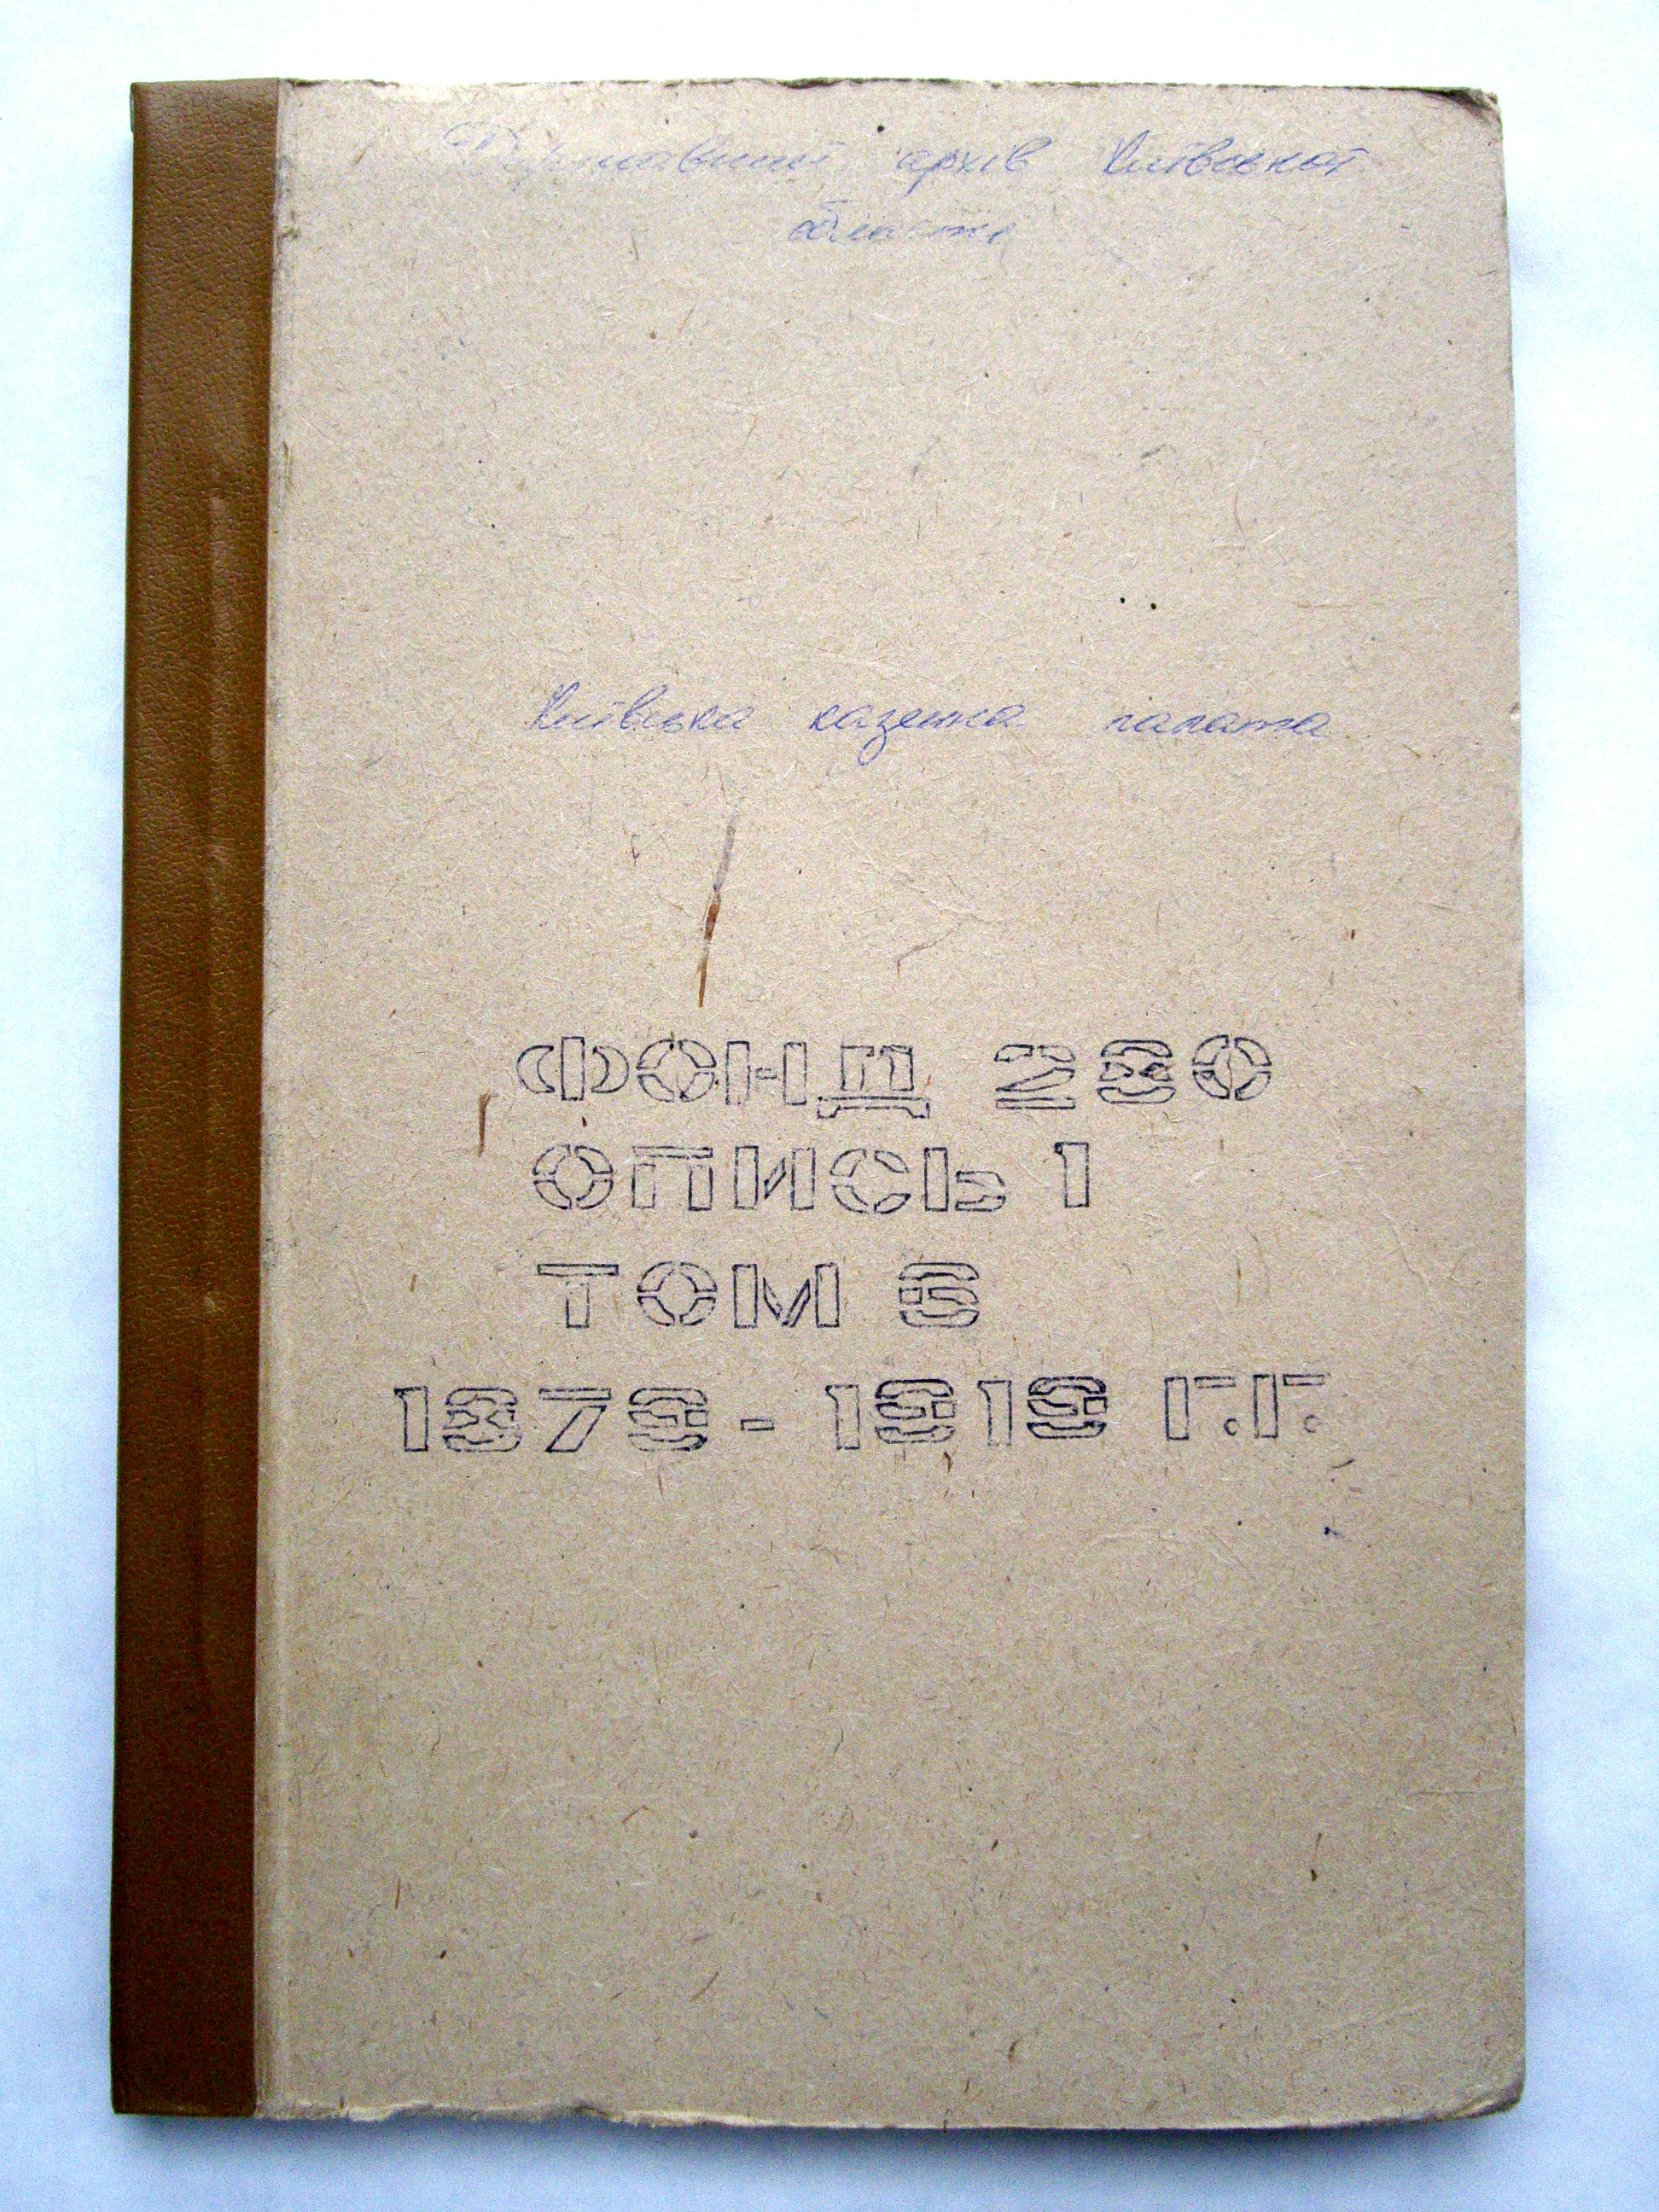 Державний архів Київської
області
Київська казенна палата
ФОНД 280
ОПИСЬ 1
ТОМ 6
1879 - 1919 Г.Г.